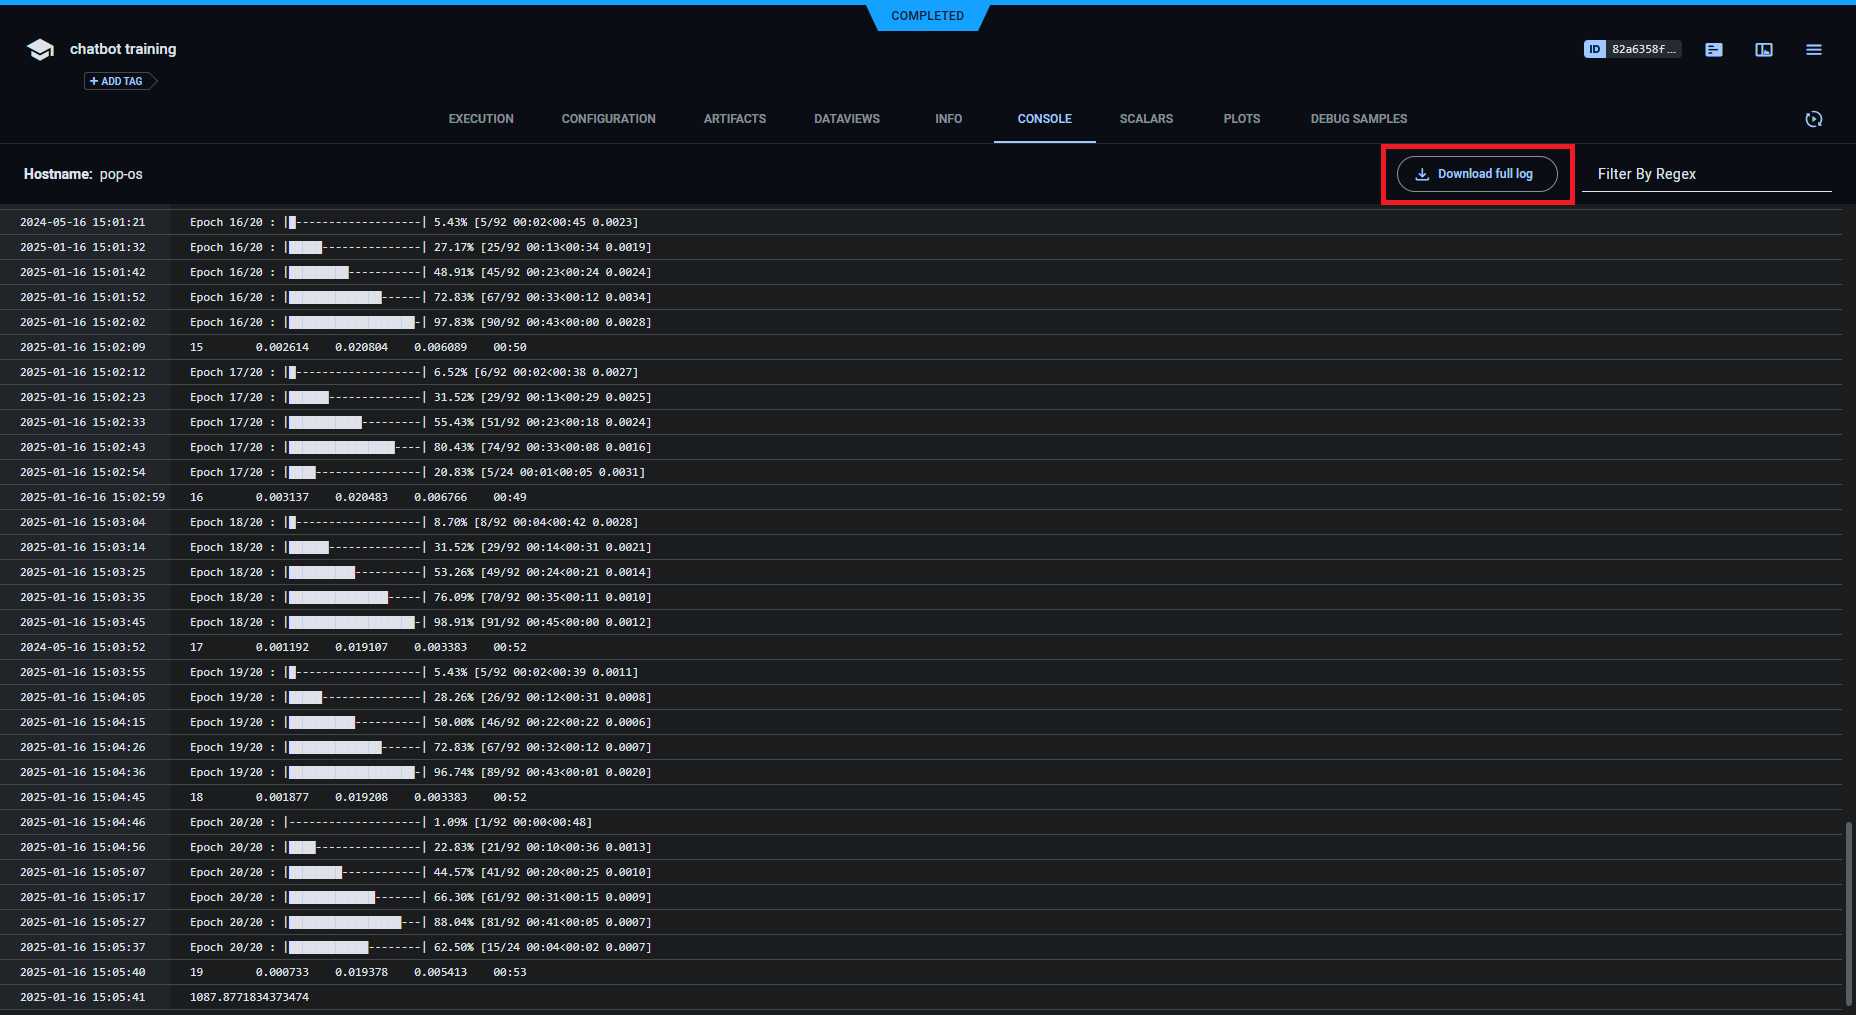 COMPLETED
chatbot training
ID 82a6358f...
+ ADD TAG
EXECUTION CONFIGURATION ARTIFACTS DATAVIEWS INFO CONSOLE SCALARS PLOTS DEBUG SAMPLES
Hostname: pop-os Download full log Filter By Regex
2024-05-16 15:01:21 Epoch 16/20 : |█-------------------| 5.43% [5/92 00:02<00:45 0.0023]
2025-01-16 15:01:32 Epoch 16/20 : |█████---------------| 27.17% [25/92 00:13<00:34 0.0019]
2025-01-16 15:01:42 Epoch 16/20 : |█████████-----------| 48.91% [45/92 00:23<00:24 0.0024]
2025-01-16 15:01:52 Epoch 16/20 : |██████████████------| 72.83% [67/92 00:33<00:12 0.0034]
2025-01-16 15:02:02 Epoch 16/20 : |███████████████████-| 97.83% [90/92 00:43<00:00 0.0028]
2025-01-16 15:02:09 15 0.002614 0.020804 0.006089 00:50
2025-01-16 15:02:12 Epoch 17/20 : |█-------------------| 6.52% [6/92 00:02<00:38 0.0027]
2025-01-16 15:02:23 Epoch 17/20 : |██████--------------| 31.52% [29/92 00:13<00:29 0.0025]
2025-01-16 15:02:33 Epoch 17/20 : |███████████---------| 55.43% [51/92 00:23<00:18 0.0024]
2025-01-16 15:02:43 Epoch 17/20 : |████████████████----| 80.43% [74/92 00:33<00:08 0.0016]
2025-01-16 15:02:54 Epoch 17/20 : |████----------------| 20.83% [5/24 00:01<00:05 0.0031]
2025-01-16-16 15:02:59 16 0.003137 0.020483 0.006766 00:49
2025-01-16 15:03:04 Epoch 18/20 : |█-------------------| 8.70% [8/92 00:04<00:42 0.0028]
2025-01-16 15:03:14 Epoch 18/20 : |██████--------------| 31.52% [29/92 00:14<00:31 0.0021]
2025-01-16 15:03:25 Epoch 18/20 : |██████████----------| 53.26% [49/92 00:24<00:21 0.0014]
2025-01-16 15:03:35 Epoch 18/20 : |███████████████-----| 76.09% [70/92 00:35<00:11 0.0010]
2025-01-16 15:03:45 Epoch 18/20 : |███████████████████-| 98.91% [91/92 00:45<00:00 0.0012]
2024-05-16 15:03:52 17 0.001192 0.019107 0.003383 00:52
2025-01-16 15:03:55 Epoch 19/20 : |█-------------------| 5.43% [5/92 00:02<00:39 0.0011]
2025-01-16 15:04:05 Epoch 19/20 : |█████---------------| 28.26% [26/92 00:12<00:31 0.0008]
2025-01-16 15:04:15 Epoch 19/20 : |██████████----------| 50.00% [46/92 00:22<00:22 0.0006]
2025-01-16 15:04:26 Epoch 19/20 : |██████████████------| 72.83% [67/92 00:32<00:12 0.0007]
2025-01-16 15:04:36 Epoch 19/20 : |███████████████████-| 96.74% [89/92 00:43<00:01 0.0020]
2025-01-16 15:04:45 18 0.001877 0.019208 0.003383 00:52
2025-01-16 15:04:46 Epoch 20/20 : |--------------------| 1.09% [1/92 00:00<00:48]
2025-01-16 15:04:56 Epoch 20/20 : |████----------------| 22.83% [21/92 00:10<00:36 0.0013]
2025-01-16 15:05:07 Epoch 20/20 : |████████------------| 44.57% [41/92 00:20<00:25 0.0010]
2025-01-16 15:05:17 Epoch 20/20 : |█████████████-------| 66.30% [61/92 00:31<00:15 0.0009]
2025-01-16 15:05:27 Epoch 20/20 : |█████████████████---| 88.04% [81/92 00:41<00:05 0.0007]
2025-01-16 15:05:37 Epoch 20/20 : |████████████--------| 62.50% [15/24 00:04<00:02 0.0007]
2025-01-16 15:05:40 19 0.000733 0.019378 0.005413 00:53
2025-01-16 15:05:41 1087.8771834373474